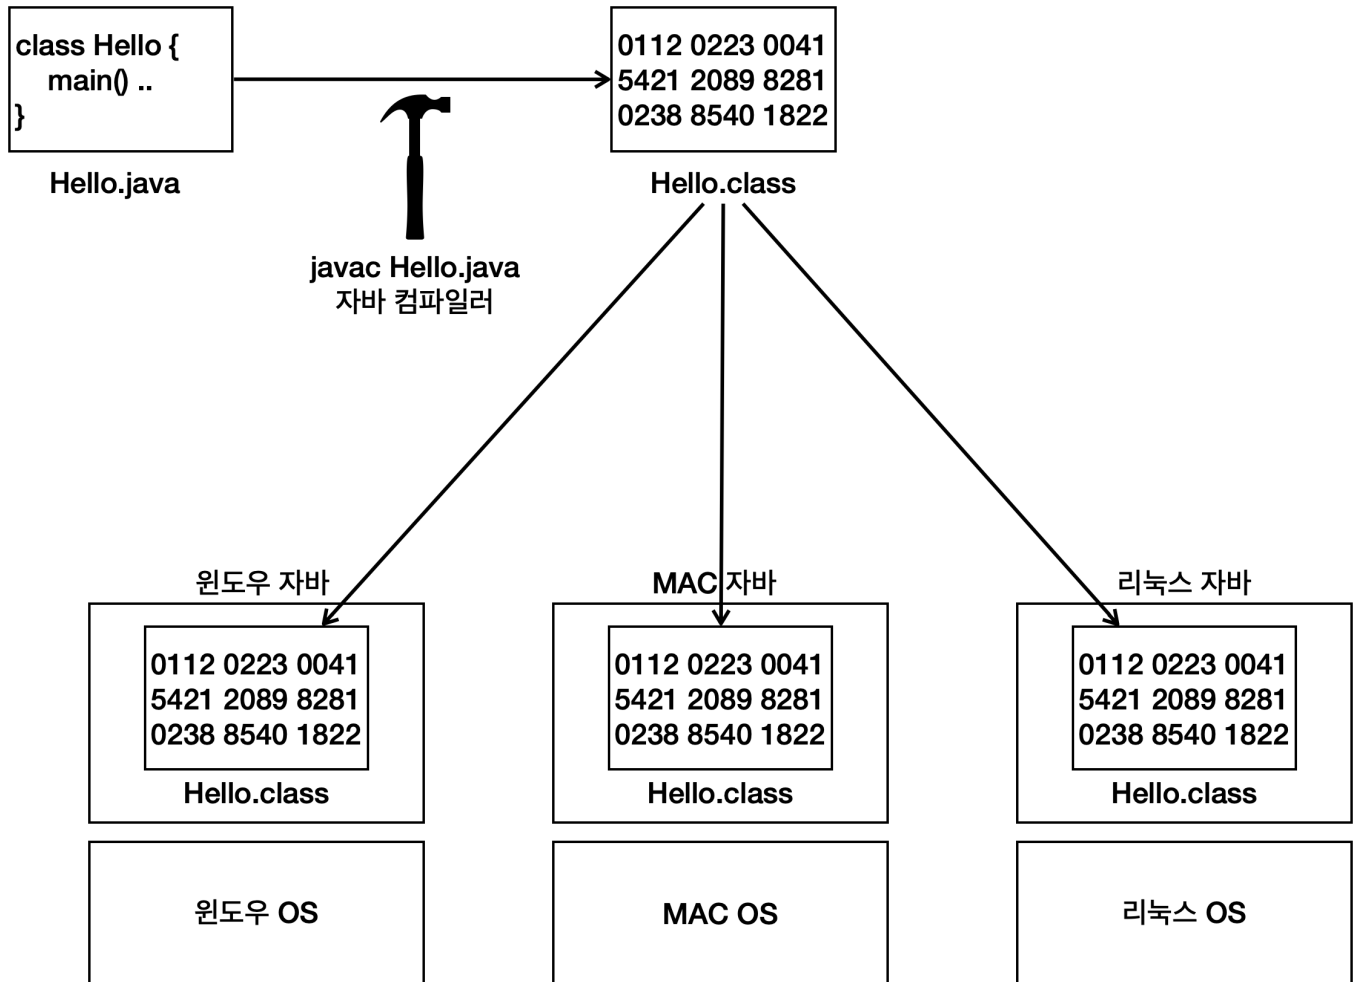 class Hello {
main() ..
}
Hello.java
javac Hello.java
자바 컴파일러
0112 0223 0041
5421 2089 8281
0238 8540 1822
Hello.class
윈도우 자바
0112 0223 0041
5421 2089 8281
0238 8540 1822
Hello.class
윈도우 OS
MAC 자바
0112 0223 0041
5421 2089 8281
0238 8540 1822
Hello.class
MAC OS
리눅스 자바
0112 0223 0041
5421 2089 8281
0238 8540 1822
Hello.class
리눅스 OS